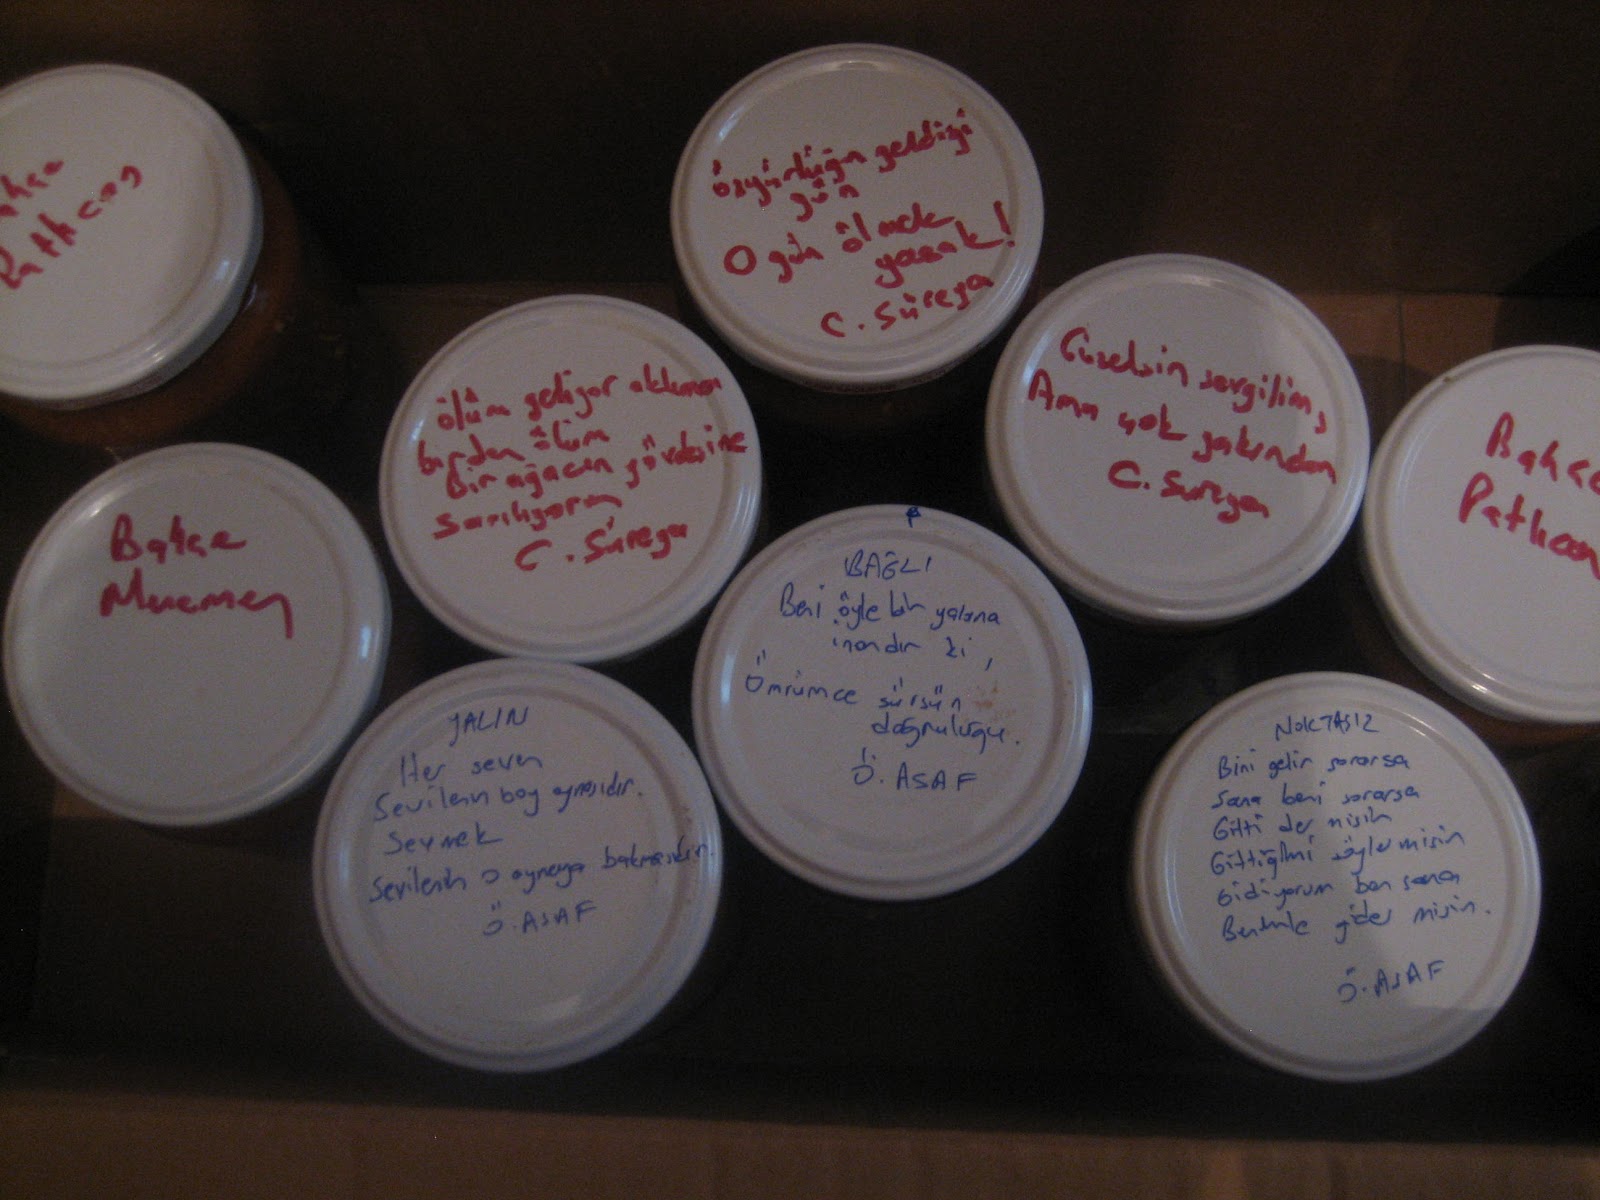 Patlıcan
özgürlüğün geldiği
gün
O gün ölmek
yasak!
C. Süreya
ölüm geliyor aklıma
birden ölüm
Bir ağacın gövdesine
sarılıyorum
C. Süreya
Güzelsin sevgilim,
Ama çok yakından
C. Süreya
Bahçe
Patlıcan
Bahçe
Menemen
BAĞLI
Beni öyle bir yalana
inandır ki,
Ömrümce sürsün
doğruluğu.
Ö. ASAF
YALIN
Her seven
Sevilenin boy aynasıdır.
Sevmek
Sevilenin o aynaya bakmasıdır.
Ö. ASAF
NOKTASIZ
Biri gelir sorarsa
Sana beni sorarsa
Gitti der misin
Gittiğimi söyler misin
Gidiyorum ben sana
Benimle gider misin.
Ö. ASAF